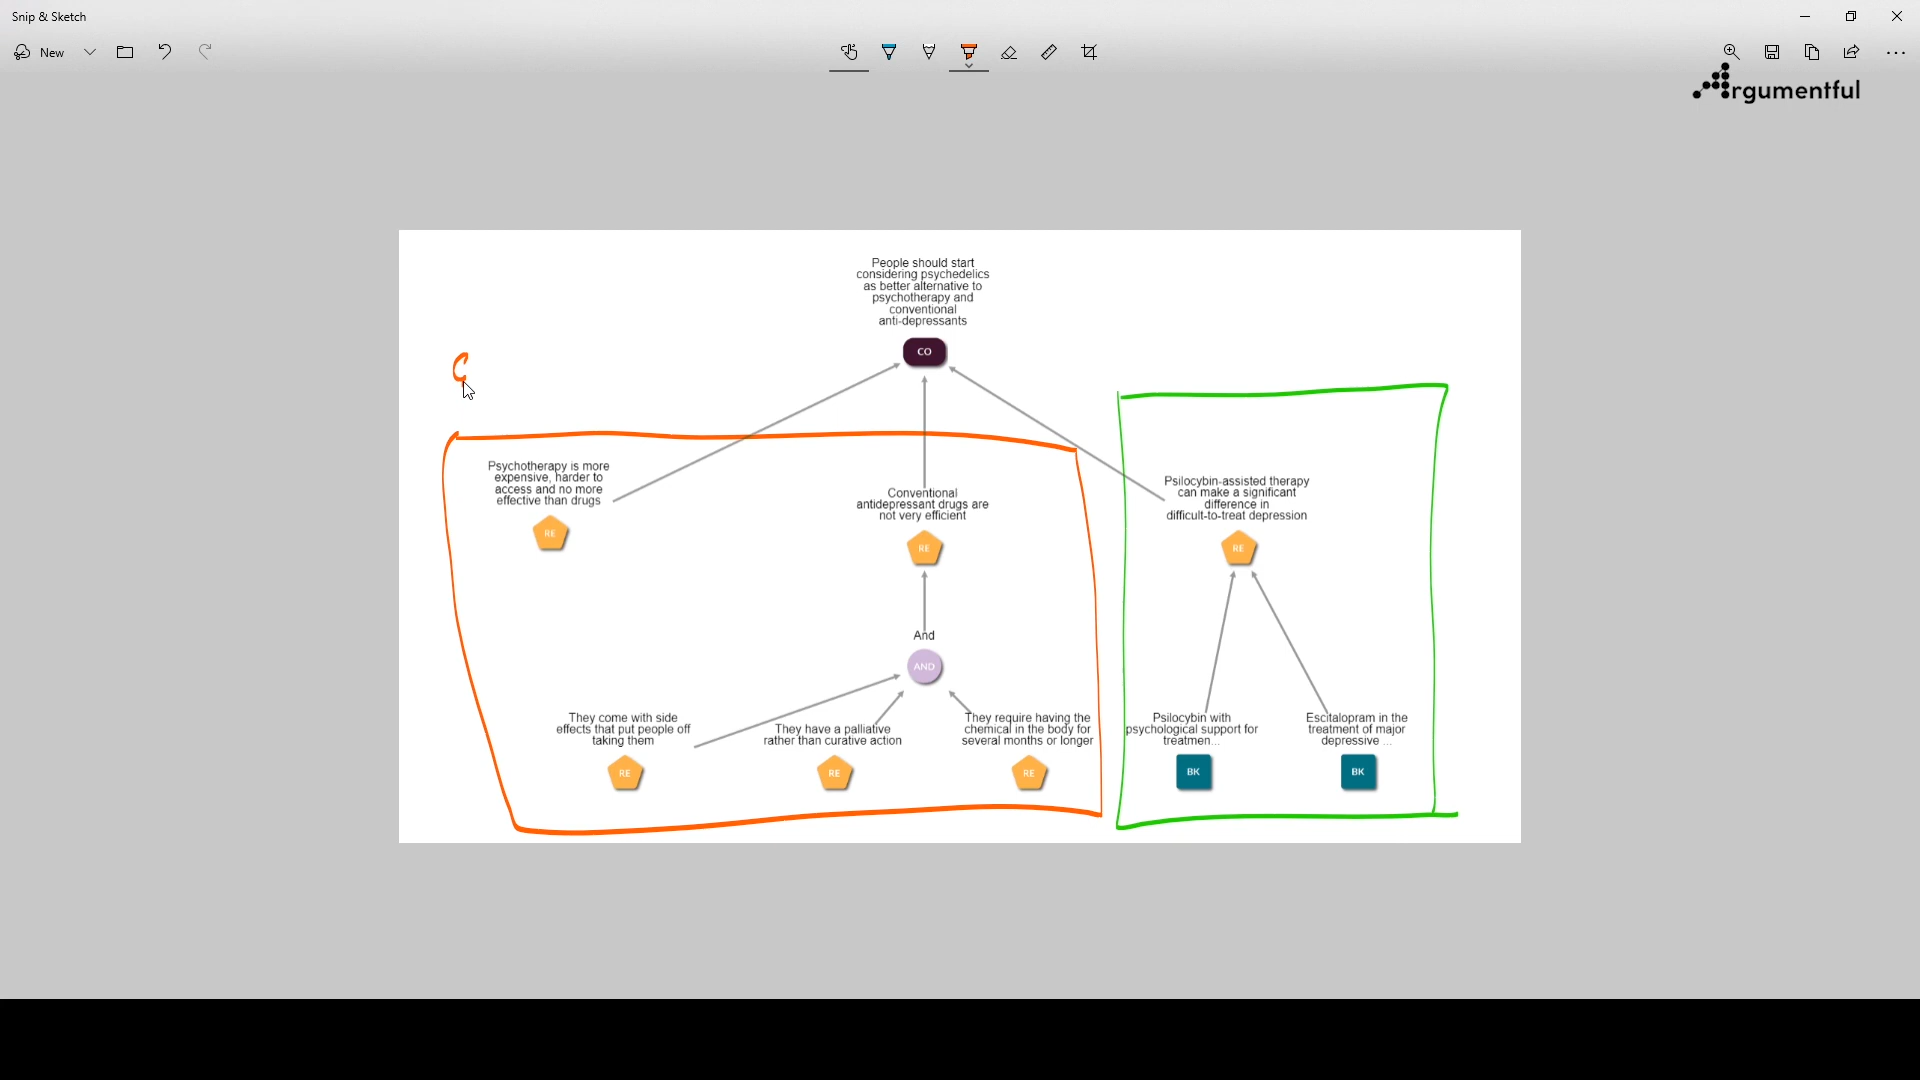 Snip & Sketch
New
Argumentful
People should start
considering psychedelics
as better alternative to
psychotherapy and
conventional
anti-depressants
CO
C
Psychotherapy is more
expensive, harder to
access and no more
effective than drugs
RE
Conventional
antidepressant drugs are
not very efficient
RE
Psilocybin-assisted therapy
can make a significant
difference in
difficult-to-treat depression
RE
And
AND
They come with side
effects that put people off
taking them
RE
They have a palliative
rather than curative action
RE
They require having the
chemical in the body for
several months or longer
RE
Psilocybin with
psychological support for
treatmen...
BK
Escitalopram in the
treatment of major
depressive ...
BK